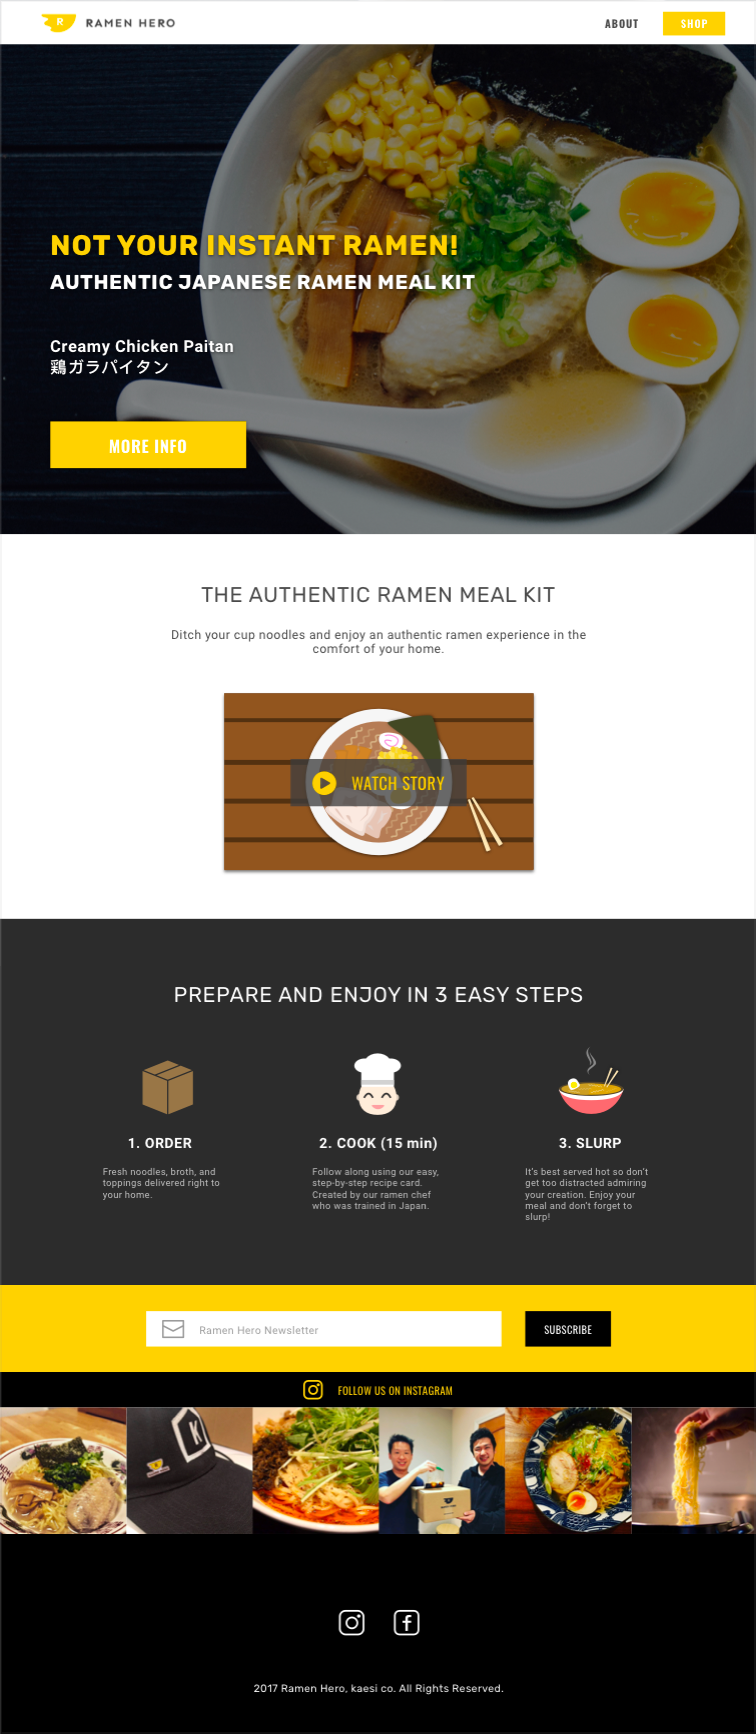 R RAMEN HERO
ABOUT
SHOP
NOT YOUR INSTANT RAMEN!
AUTHENTIC JAPANESE RAMEN MEAL KIT
Creamy Chicken Paitan
鶏ガラパイタン
MORE INFO
THE AUTHENTIC RAMEN MEAL KIT
Ditch your cup noodles and enjoy an authentic ramen experience in the
comfort of your home.
WATCH STORY
PREPARE AND ENJOY IN 3 EASY STEPS
1. ORDER
Fresh noodles, broth, and
toppings delivered right to
your home.
2. COOK (15 min)
Follow along using our easy,
step-by-step recipe card.
Created by our ramen chef
who was trained in Japan.
3. SLURP
It's best served hot so don't
get too distracted admiring
your creation. Enjoy your
meal and don't forget to
slurp!
Ramen Hero Newsletter
SUBSCRIBE
FOLLOW US ON INSTAGRAM
K
2017 Ramen Hero, kaesi co. All Rights Reserved.